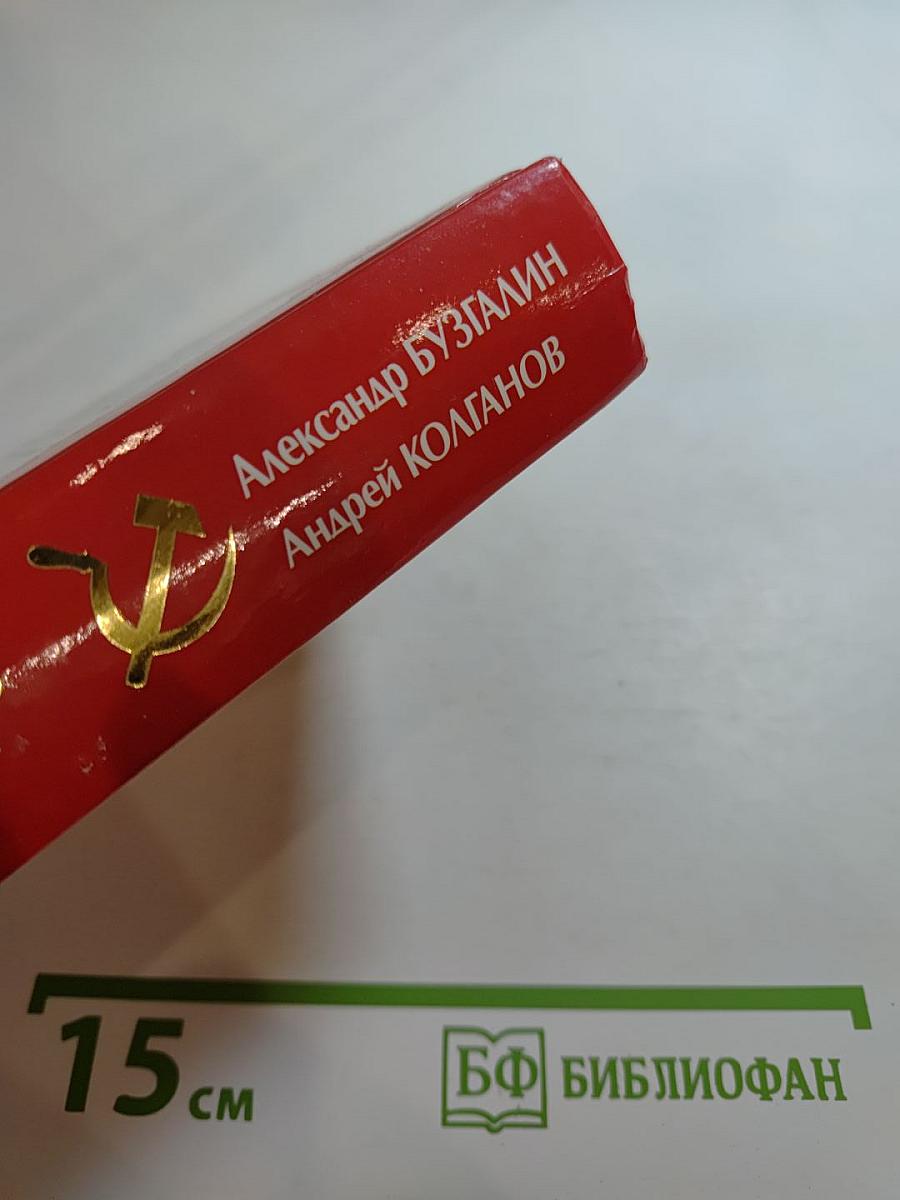 Александр БУЗГАЛИН
Андрей КОЛГАНОВ
15 см
БФ БИБЛИОФАН